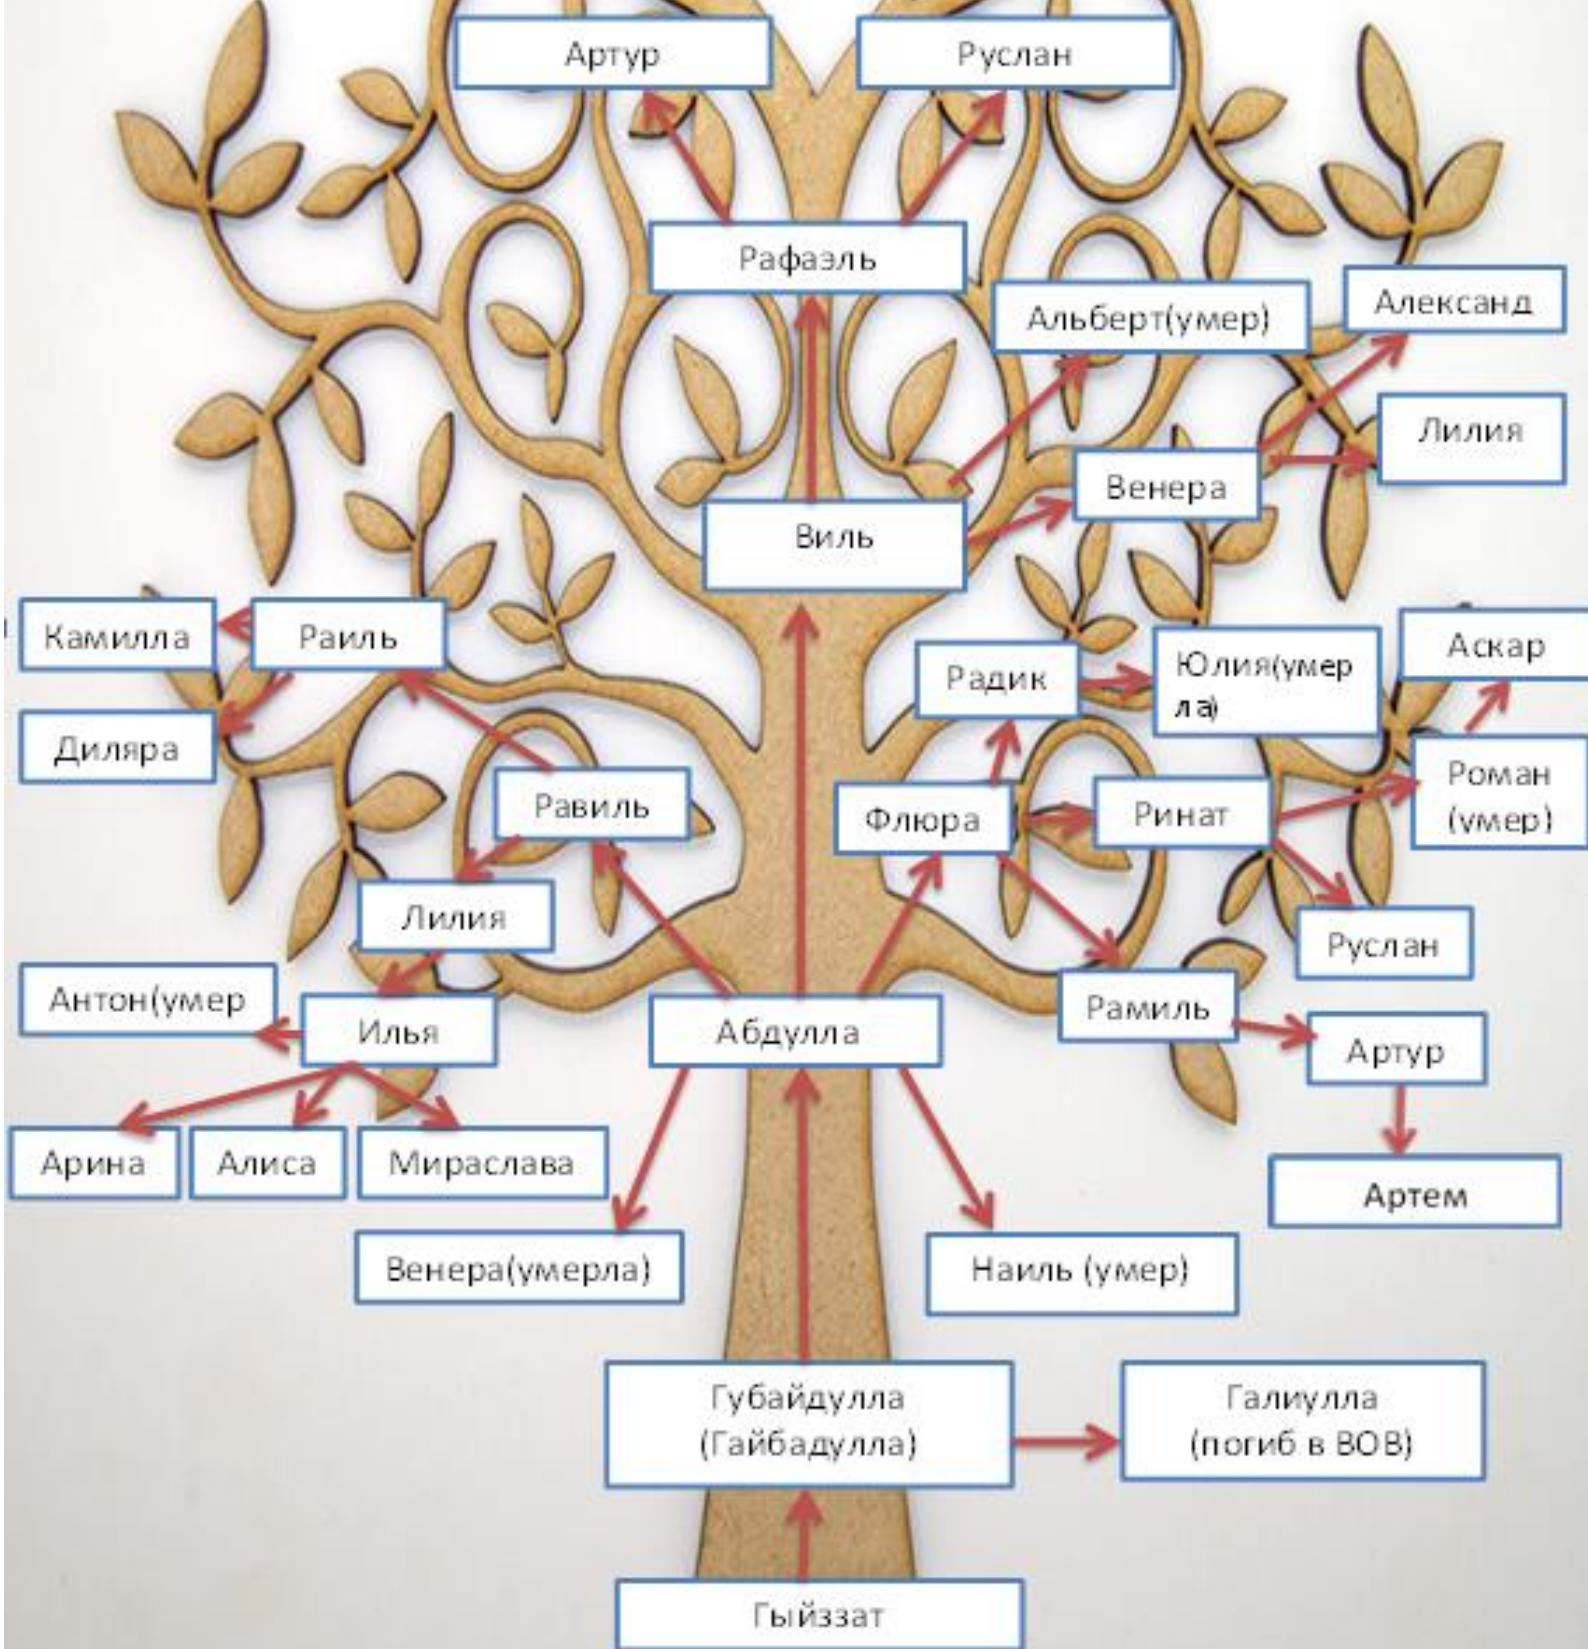 Артур
Руслан
Рафаэль
Альберт(умер)
Александ
Лилия
Венера
Виль
Камилла
Раиль
Радик
Юлия(умер
ла)
Аскар
Диляра
Равиль
Флюра
Ринат
Роман
(умер)
Лилия
Руслан
Антон(умер
Илья
Абдулла
Рамиль
Артур
Арина
Алиса
Мираслава
Артем
Венера(умерла)
Наиль (умер)
Губайдулла
(Гайбадулла)
Галиулла
(погиб в ВОВ)
Гыйззат